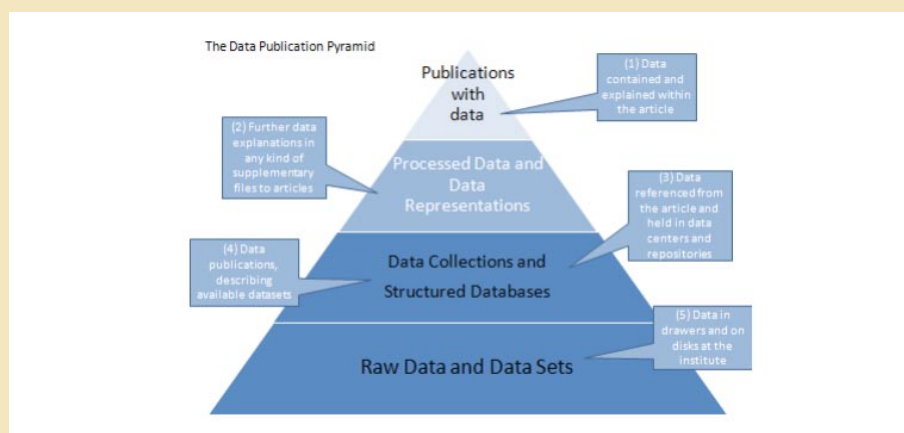 The Data Publication Pyramid
Publications
with
data
(1) Data
contained and
explained within
the article
(2) Further data
explanations in
any kind of
supplementary
files to articles
Processed Data and
Data
Representations
(3) Data
referenced from
the article and
held in data
centers and
repositories
(4) Data
publications,
describing
available datasets
Data Collections and
Structured Databases
(5) Data in
drawers and on
disks at the
institute
Raw Data and Data Sets